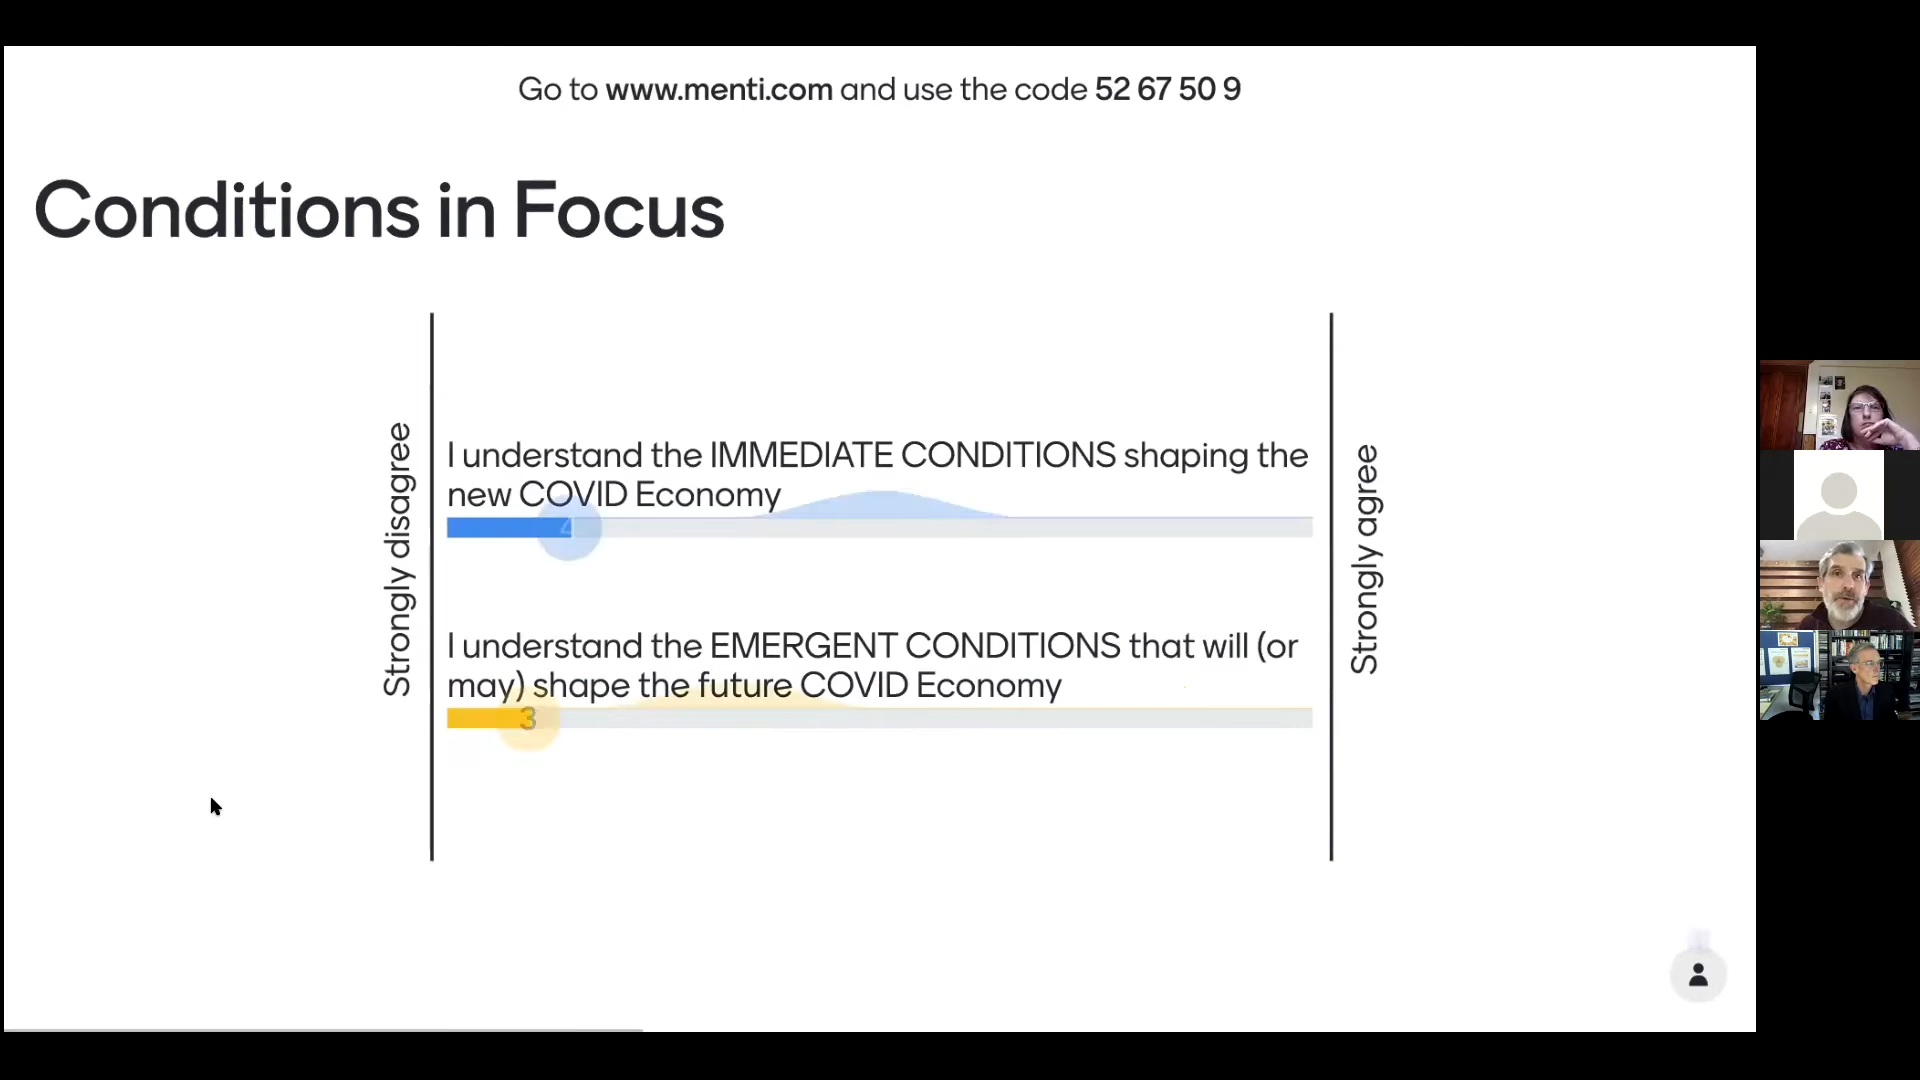 Go to www.menti.com and use the code 52 67 50 9
Conditions in Focus
Strongly disagree
I understand the IMMEDIATE CONDITIONS shaping the
new COVID Economy
4
I understand the EMERGENT CONDITIONS that will (or
may) shape the future COVID Economy
3
Strongly agree